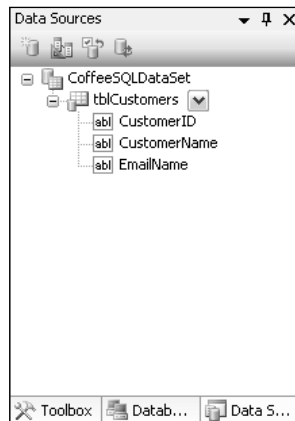 Data Sources
CoffeeSQLDataSet
tblCustomers
abl CustomerID
abl CustomerName
abl EmailName
Toolbox Datab... Data S...